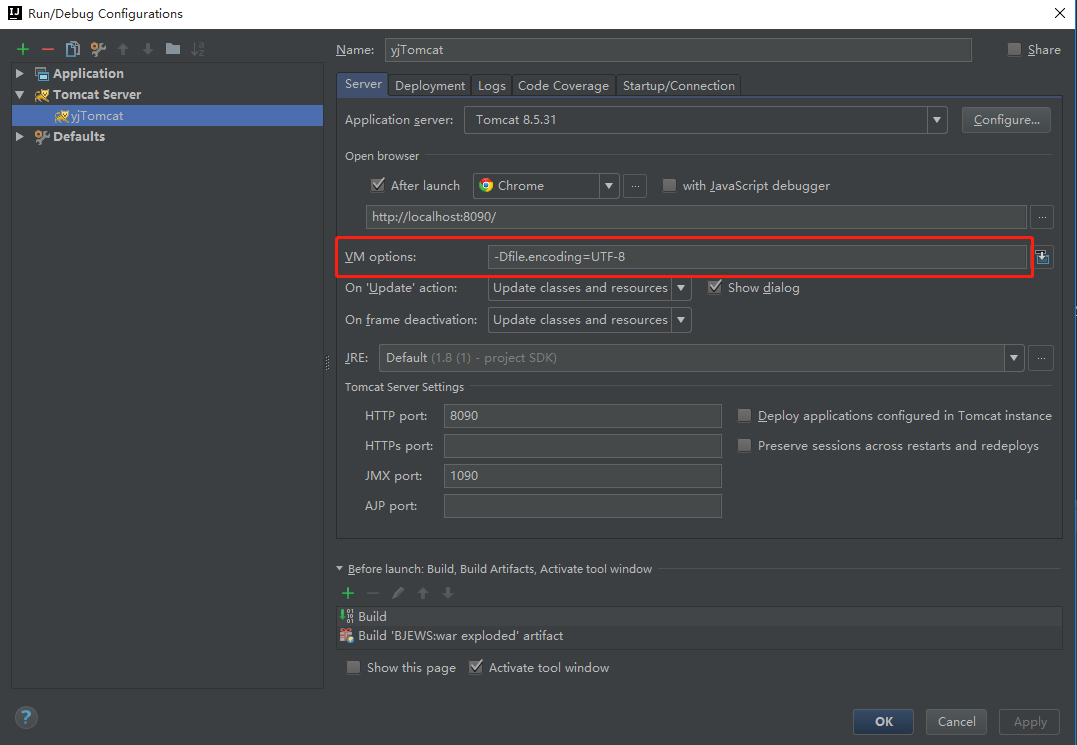 Run/Debug Configurations
Application
Tomcat Server
yjTomcat
Defaults
Name: yjTomcat Share
Server Deployment Logs Code Coverage Startup/Connection
Application server: Tomcat 8.5.31 Configure...
Open browser
After launch Chrome ... with JavaScript debugger
http://localhost:8090/ ...
VM options: -Dfile.encoding=UTF-8
On 'Update' action: Update classes and resources Show dialog
On frame deactivation: Update classes and resources
JRE: Default (1.8 (1) - project SDK) ...
Tomcat Server Settings
HTTP port: 8090 Deploy applications configured in Tomcat instance
HTTPs port: Preserve sessions across restarts and redeploys
JMX port: 1090
AJP port:
Before launch: Build, Build Artifacts, Activate tool window
Build
Build 'BJEWS:war exploded' artifact
Show this page Activate tool window
? OK Cancel Apply